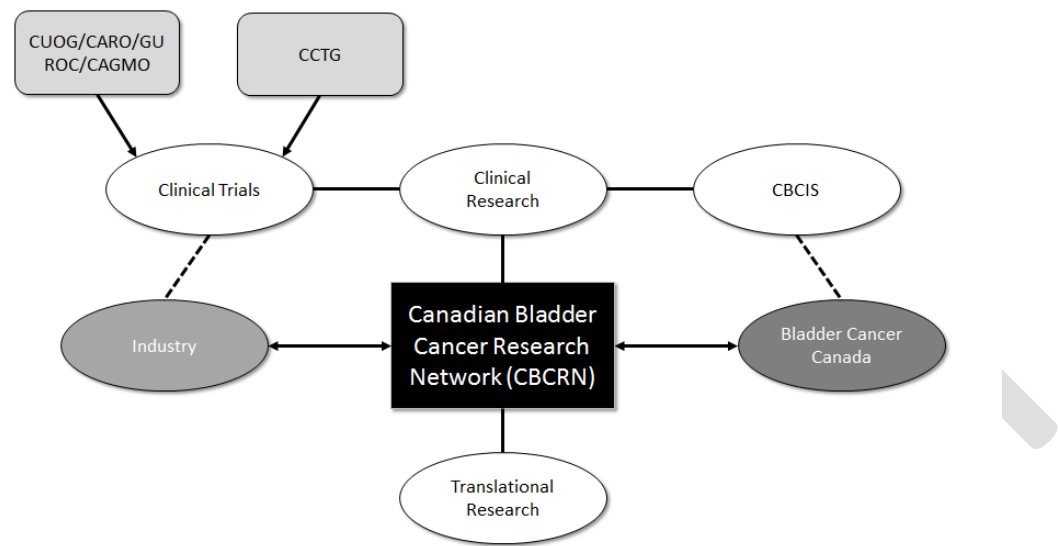 CUOG/CARO/GU
ROC/CAGMO
CCTG
Clinical Trials
Clinical
Research
CBCIS
Industry
Canadian Bladder
Cancer Research
Network (CBCRN)
Bladder Cancer
Canada
Translational
Research